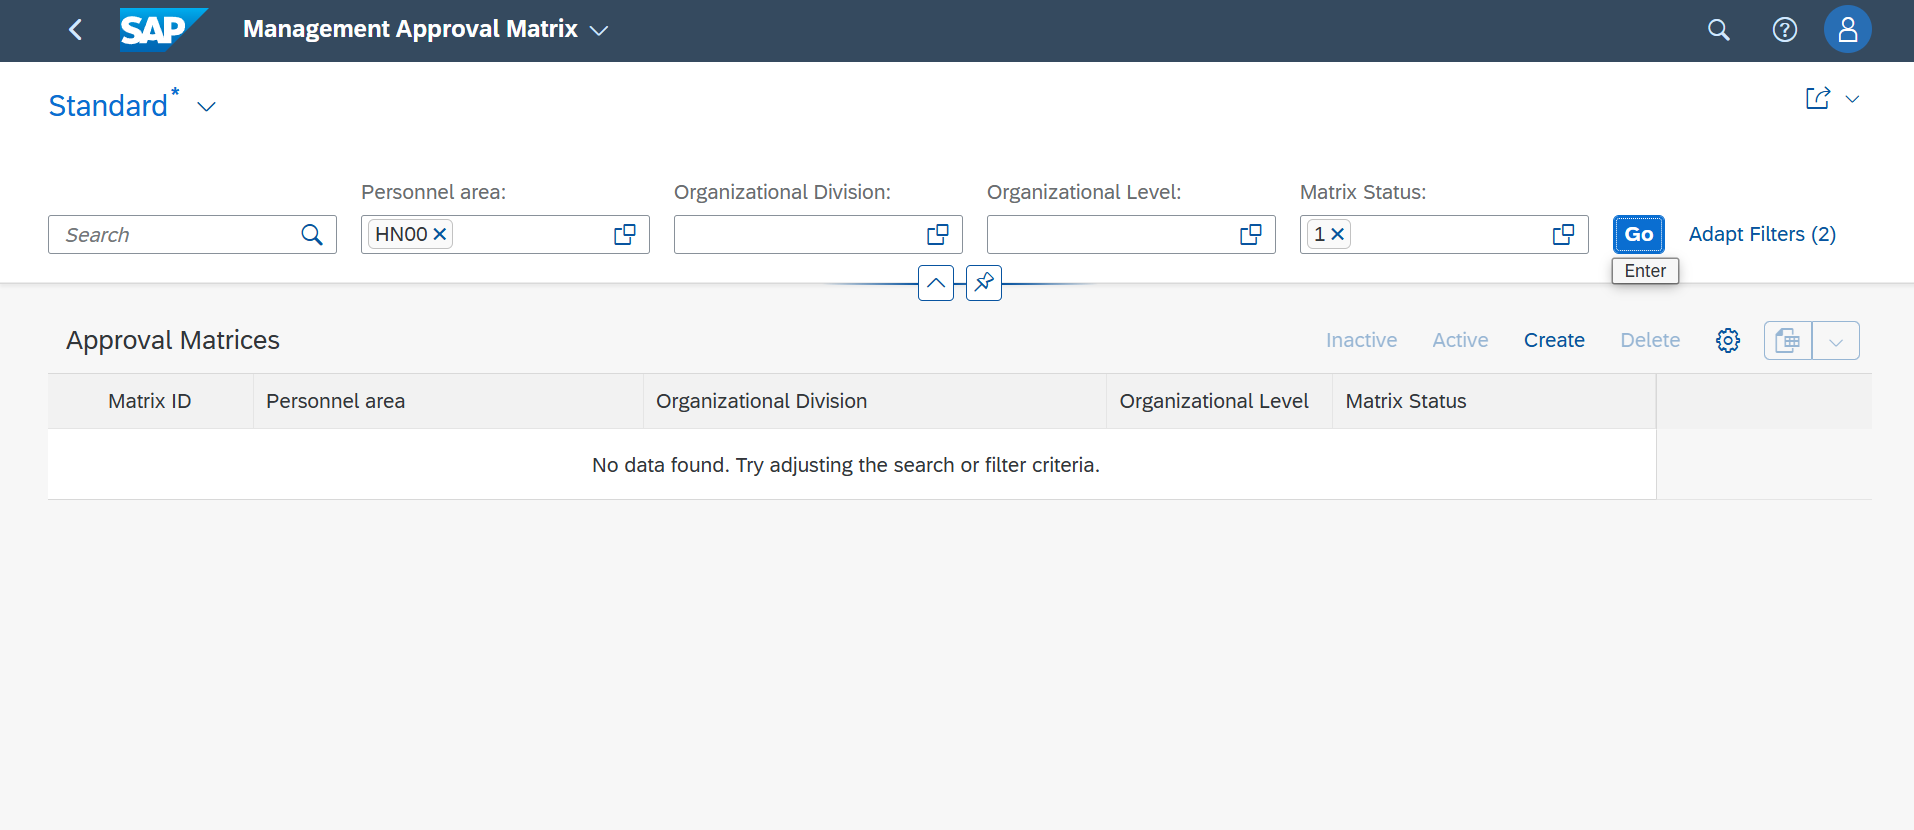 SAP Management Approval Matrix
Standard*
Personnel area: Organizational Division: Organizational Level: Matrix Status:
Search HN00 1 Go Adapt Filters (2)
Enter
Approval Matrices Inactive Active Create Delete
Matrix ID Personnel area Organizational Division Organizational Level Matrix Status
No data found. Try adjusting the search or filter criteria.